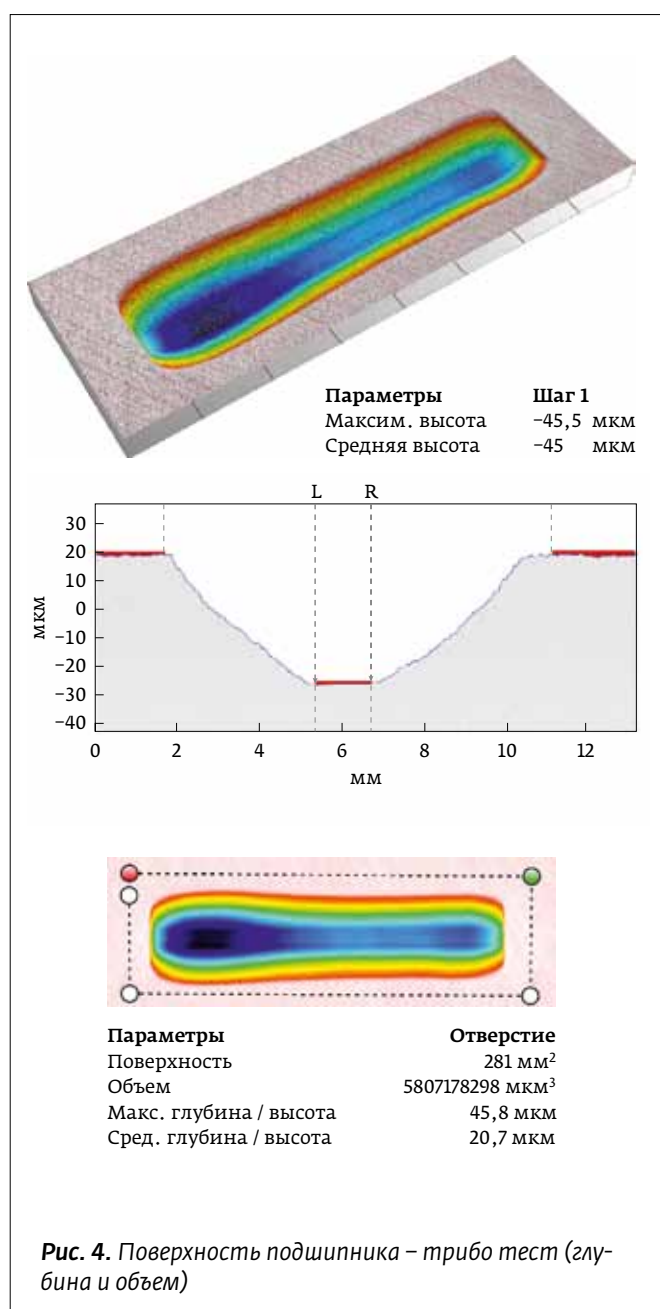 Параметры Шаг 1
Максим. высота −45,5 мкм
Средняя высота −45 мкм
L R
30
20
10
0
−10
−20
−30
−40
мкм
0 2 4 6 8 10 12
мм
Параметры Отверстие
Поверхность 281 мм²
Объем 5807178298 мкм³
Макс. глубина / высота 45,8 мкм
Сред. глубина / высота 20,7 мкм
Рис. 4. Поверхность подшипника – трибо тест (глу-
бина и объем)